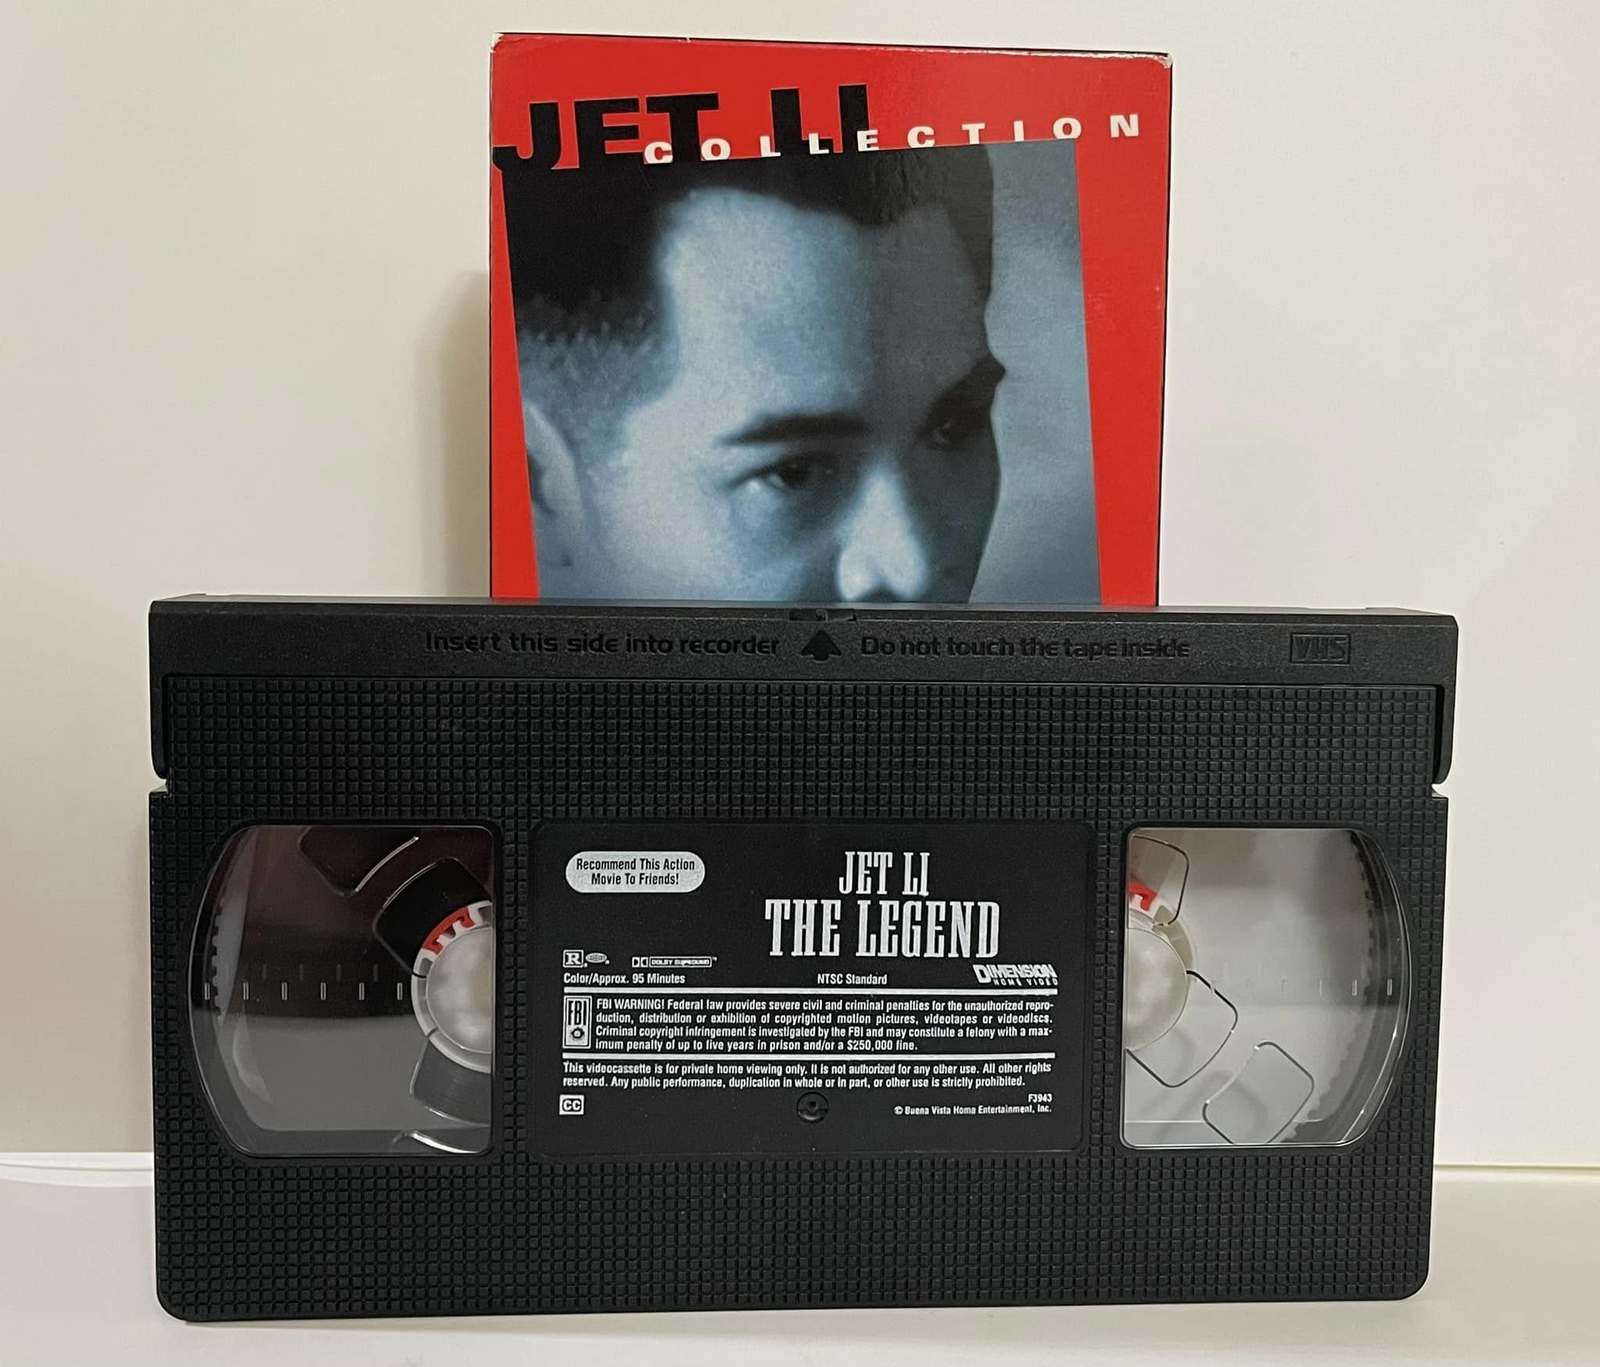 JET LI
COLLECTION
Insert this side into recorder Do not touch the tape inside VHS
Recommend This Action
Movie To Friends!
JET LI
THE LEGEND
R DOLBY SURROUND™
DIMENSION
HOME VIDEO
Color/Approx. 95 Minutes NTSC Standard
FBI
FBI WARNING! Federal law provides severe civil and criminal penalties for the unauthorized repro-
duction, distribution or exhibition of copyrighted motion pictures, videotapes or videodiscs.
Criminal copyright infringement is investigated by the FBI and may constitute a felony with a max-
imum penalty of up to five years in prison and/or a $250,000 fine.
This videocassette is for private home viewing only. It is not authorized for any other use. All other rights
reserved. Any public performance, duplication in whole or in part, or other use is strictly prohibited.
F3943
CC © Buena Vista Home Entertainment, Inc.